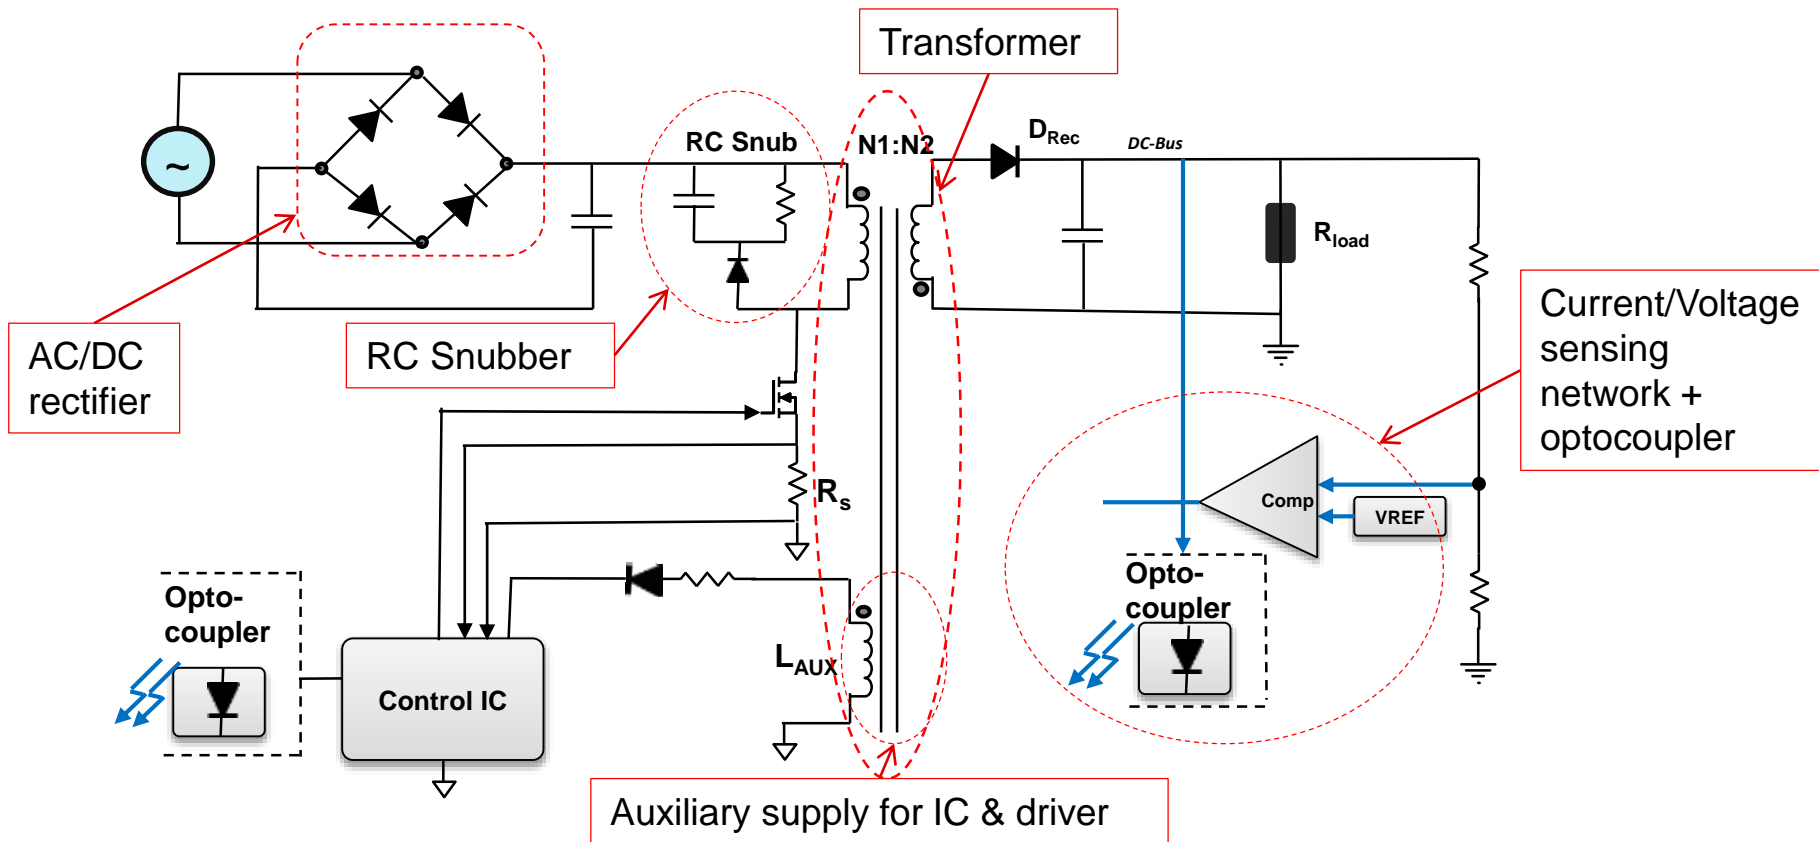 Transformer
RC Snub
N1:N2
DRec
DC-Bus
~
Rload
AC/DC
rectifier
RC Snubber
Current/Voltage
sensing
network +
optocoupler
Rs
Comp
VREF
Opto-
coupler
Opto-
coupler
LAUX
Control IC
Auxiliary supply for IC & driver